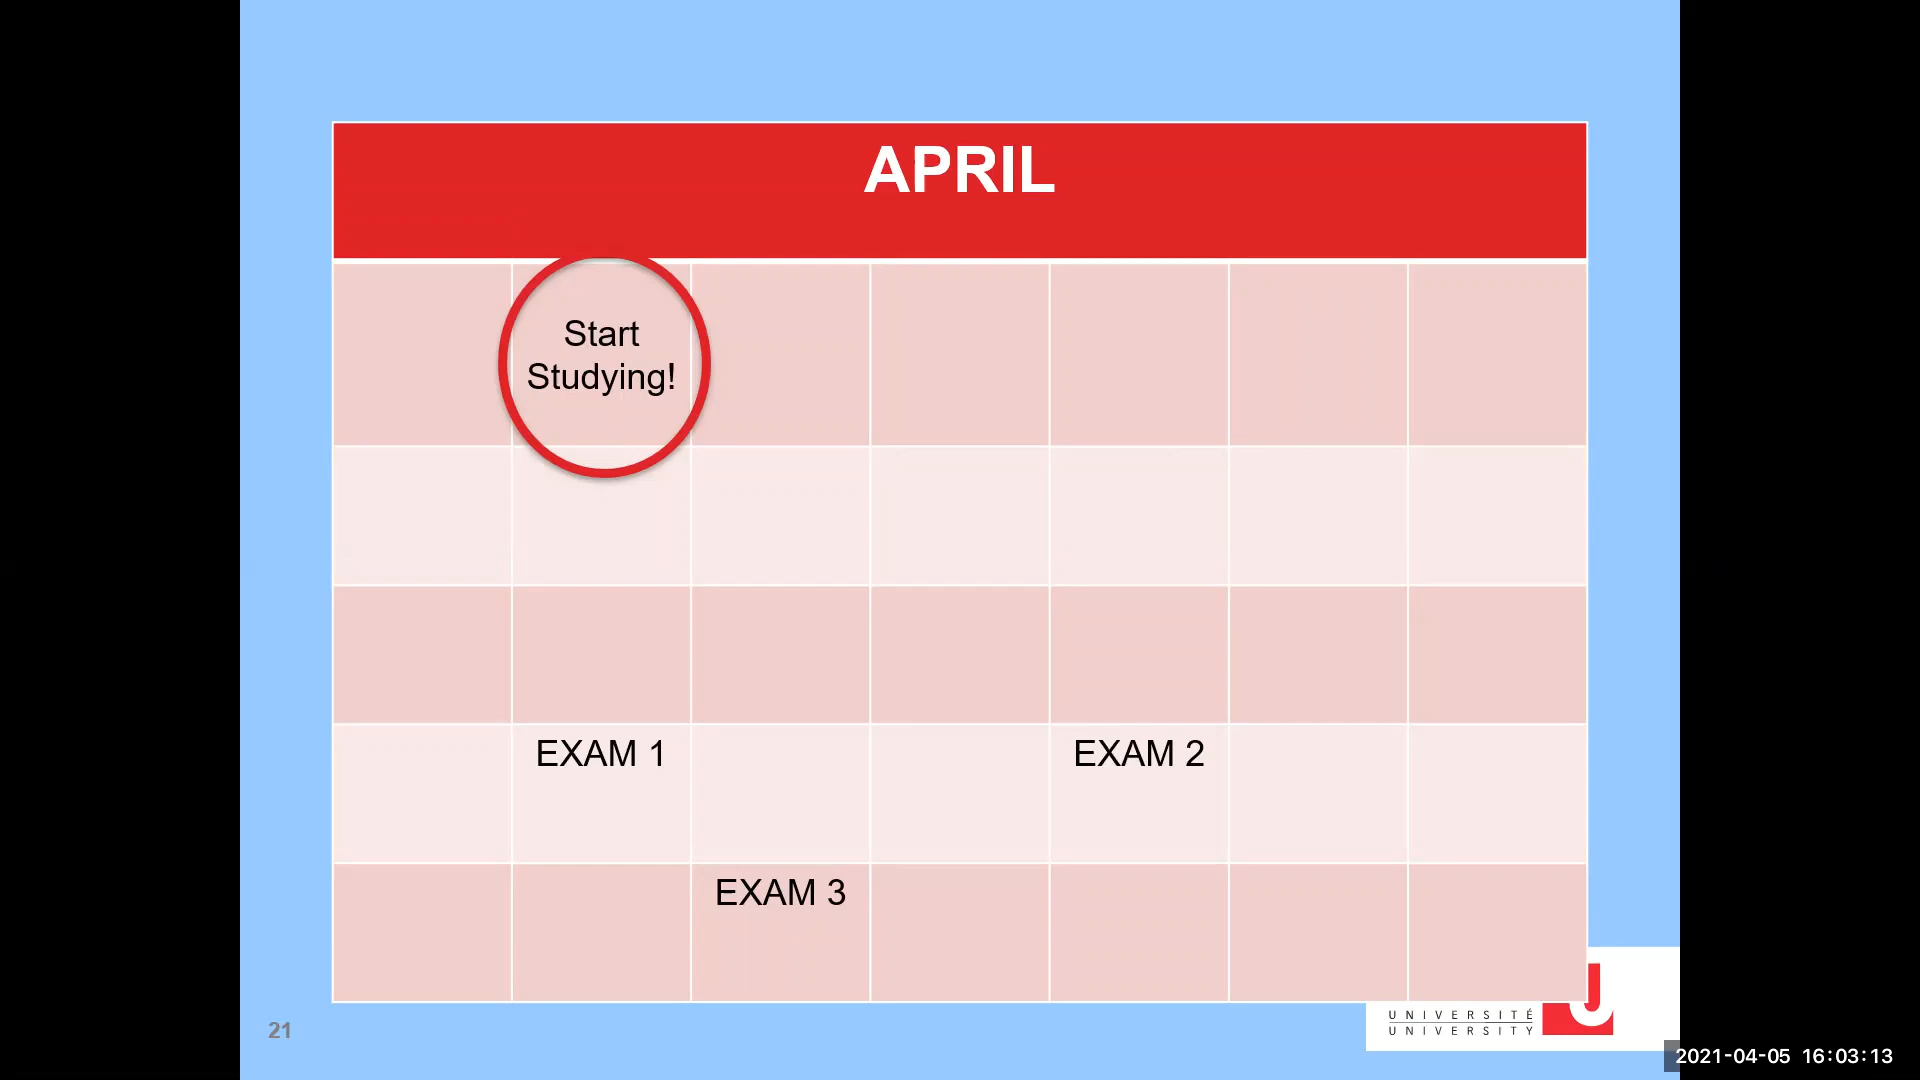 APRIL
Start
Studying!
EXAM 1
EXAM 2
EXAM 3
21
UNIVERSITÉ
UNIVERSITY
2021-04-05 16:03:13